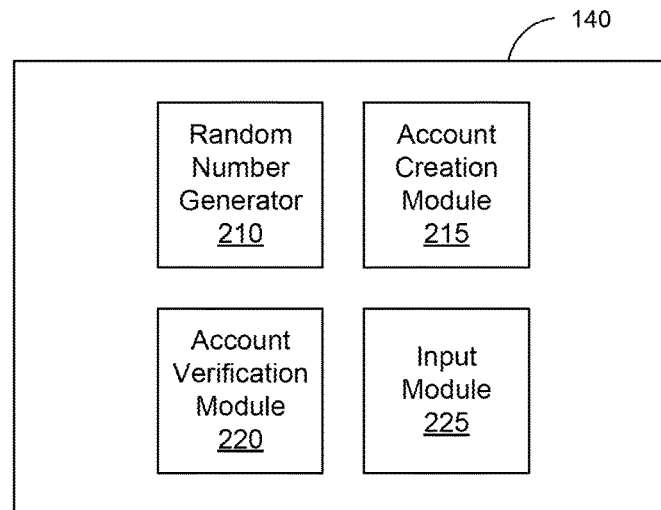 140
Random
Number
Generator
210
Account
Creation
Module
215
Account
Verification
Module
220
Input
Module
225